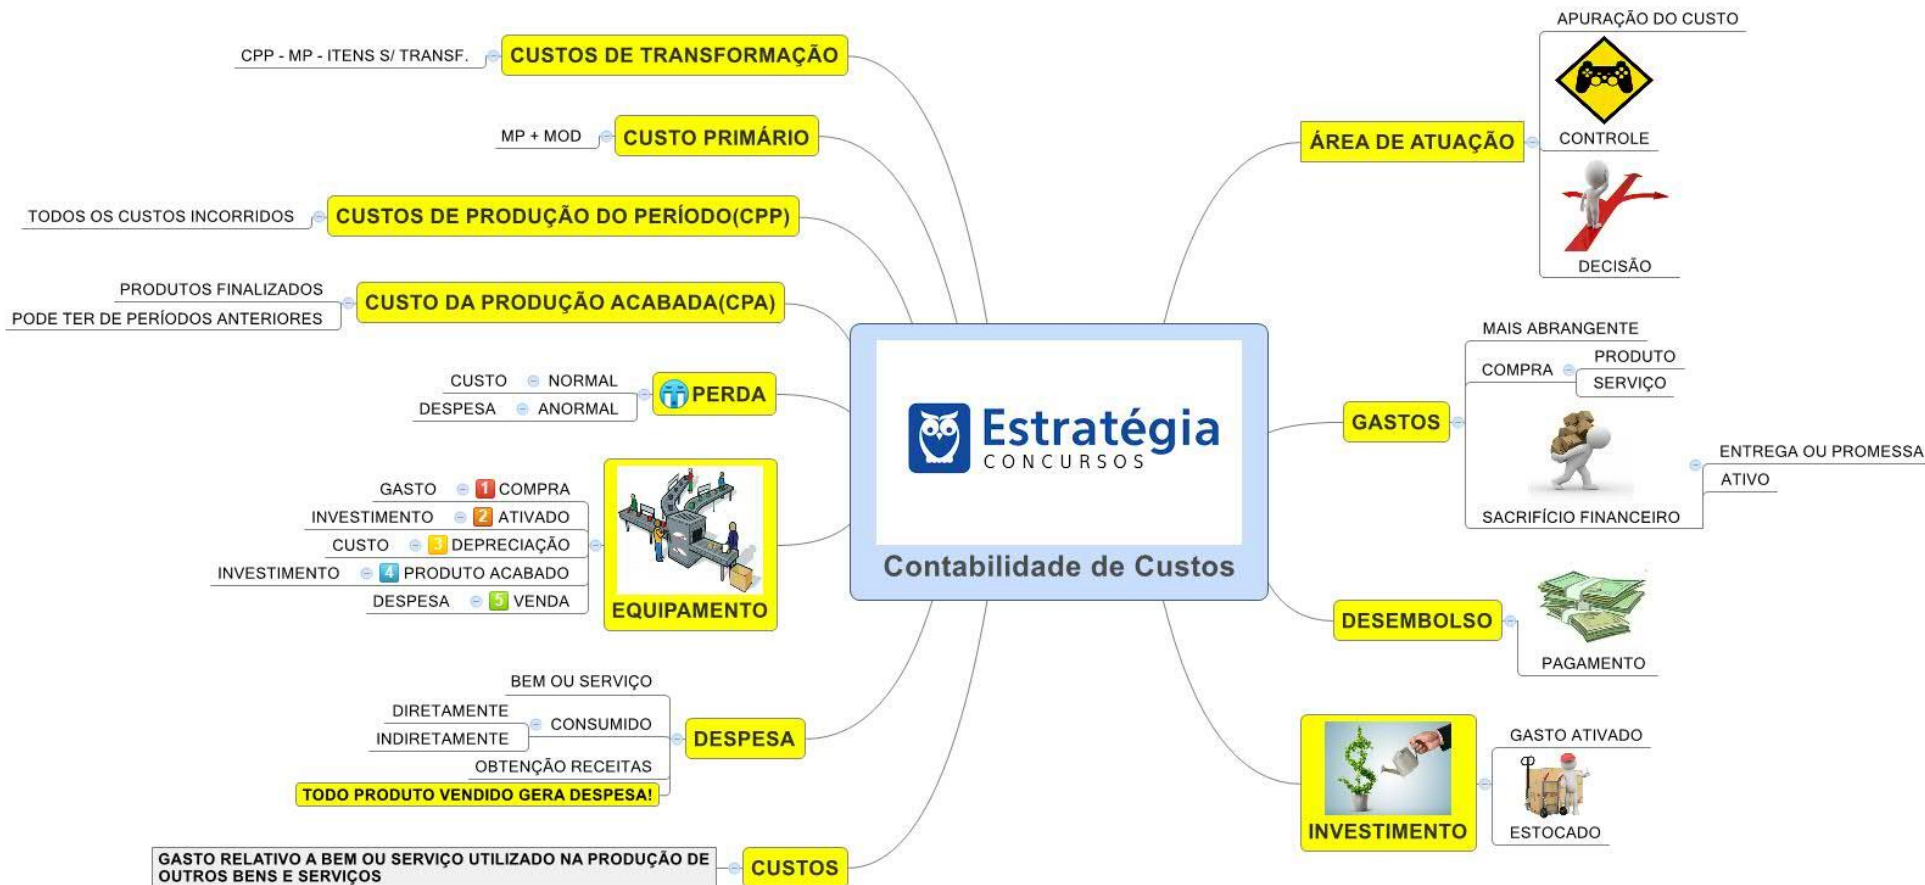 CUSTOS DE TRANSFORMAÇÃO
CPP - MP - ITENS S/ TRANSF.
CUSTO PRIMÁRIO
MP + MOD
CUSTOS DE PRODUÇÃO DO PERÍODO(CPP)
TODOS OS CUSTOS INCORRIDOS
CUSTO DA PRODUÇÃO ACABADA(CPA)
PRODUTOS FINALIZADOS
PODE TER DE PERÍODOS ANTERIORES
PERDA
CUSTO NORMAL
DESPESA ANORMAL
EQUIPAMENTO
GASTO 1 COMPRA
INVESTIMENTO 2 ATIVADO
CUSTO 3 DEPRECIAÇÃO
INVESTIMENTO 4 PRODUTO ACABADO
DESPESA 5 VENDA
DESPESA
BEM OU SERVIÇO
DIRETAMENTE
INDIRETAMENTE
CONSUMIDO
OBTENÇÃO RECEITAS
TODO PRODUTO VENDIDO GERA DESPESA!
CUSTOS
GASTO RELATIVO A BEM OU SERVIÇO UTILIZADO NA PRODUÇÃO DE
OUTROS BENS E SERVIÇOS
Estratégia
CONCURSOS
Contabilidade de Custos
ÁREA DE ATUAÇÃO
APURAÇÃO DO CUSTO
CONTROLE
DECISÃO
GASTOS
MAIS ABRANGENTE
COMPRA
PRODUTO
SERVIÇO
SACRIFÍCIO FINANCEIRO
ENTREGA OU PROMESSA
ATIVO
DESEMBOLSO
PAGAMENTO
INVESTIMENTO
GASTO ATIVADO
ESTOCADO